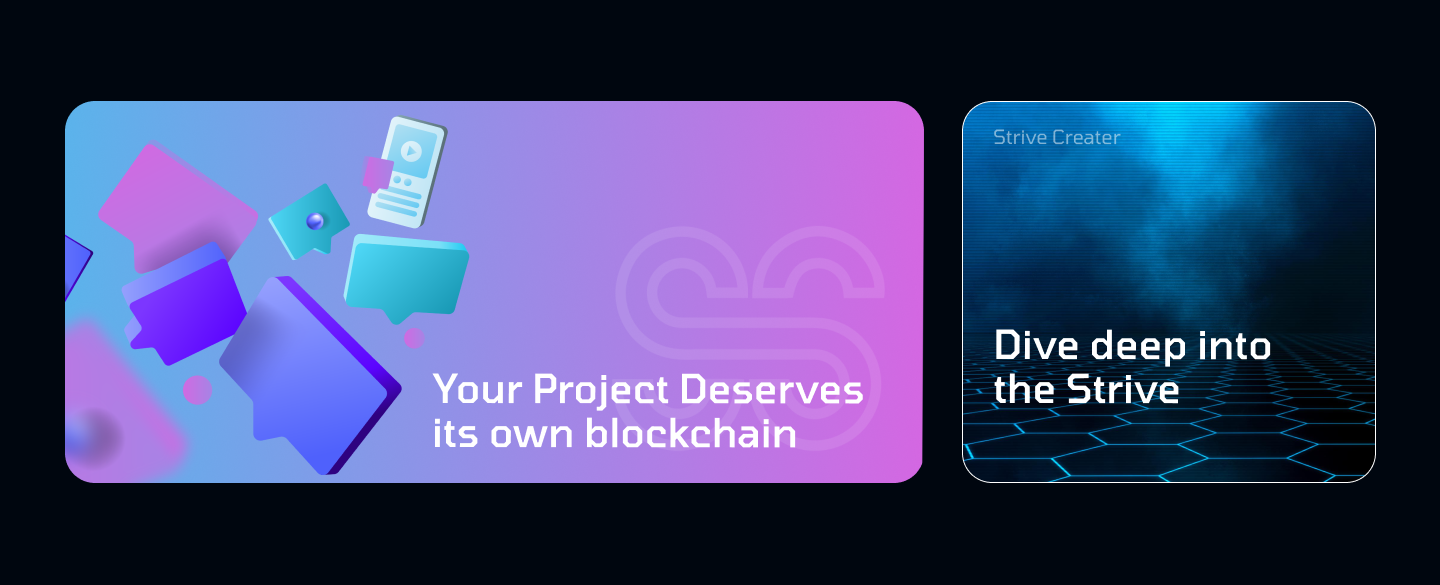 Your Project Deserves
its own blockchain
Strive Creater
Dive deep into
the Strive